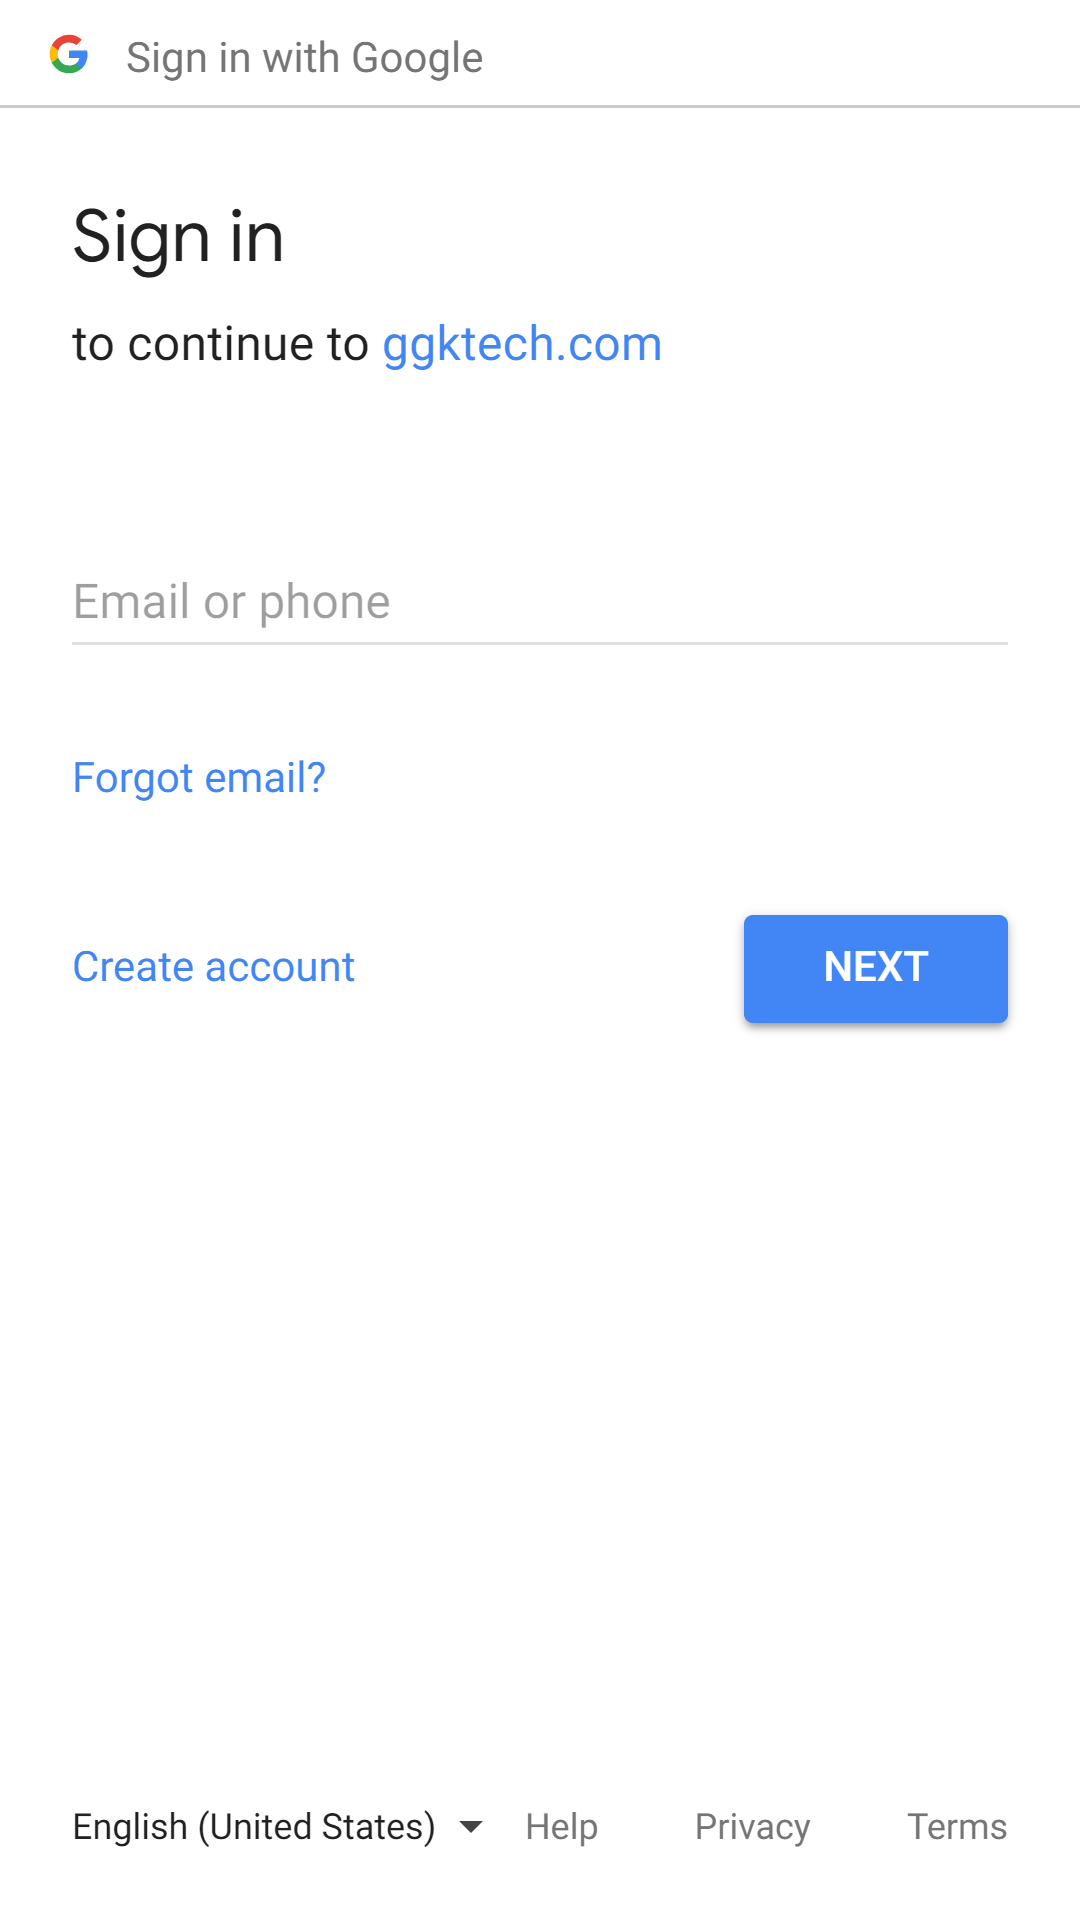 Sign in with Google
Sign in
to continue to ggktech.com
Email or phone
Forgot email?
Create account NEXT
English (United States) Help Privacy Terms